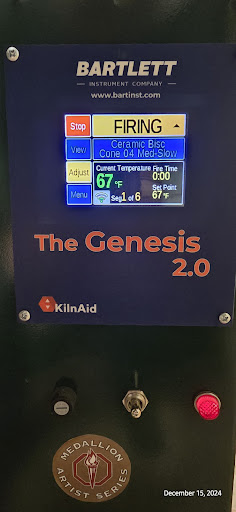 BARTLETT
INSTRUMENT COMPANY
www.bartinst.com
Stop
FIRING
View
Ceramic Bisc
Cone 04 Med-Slow
Adjust
Current Temperature
67 °F
Fire Time
0:00
Set Point
67 °F
Menu
Seg 1 of 6
The Genesis
2.0
KilnAid
MEDALLION
ARTIST SERIES
December 15, 2024